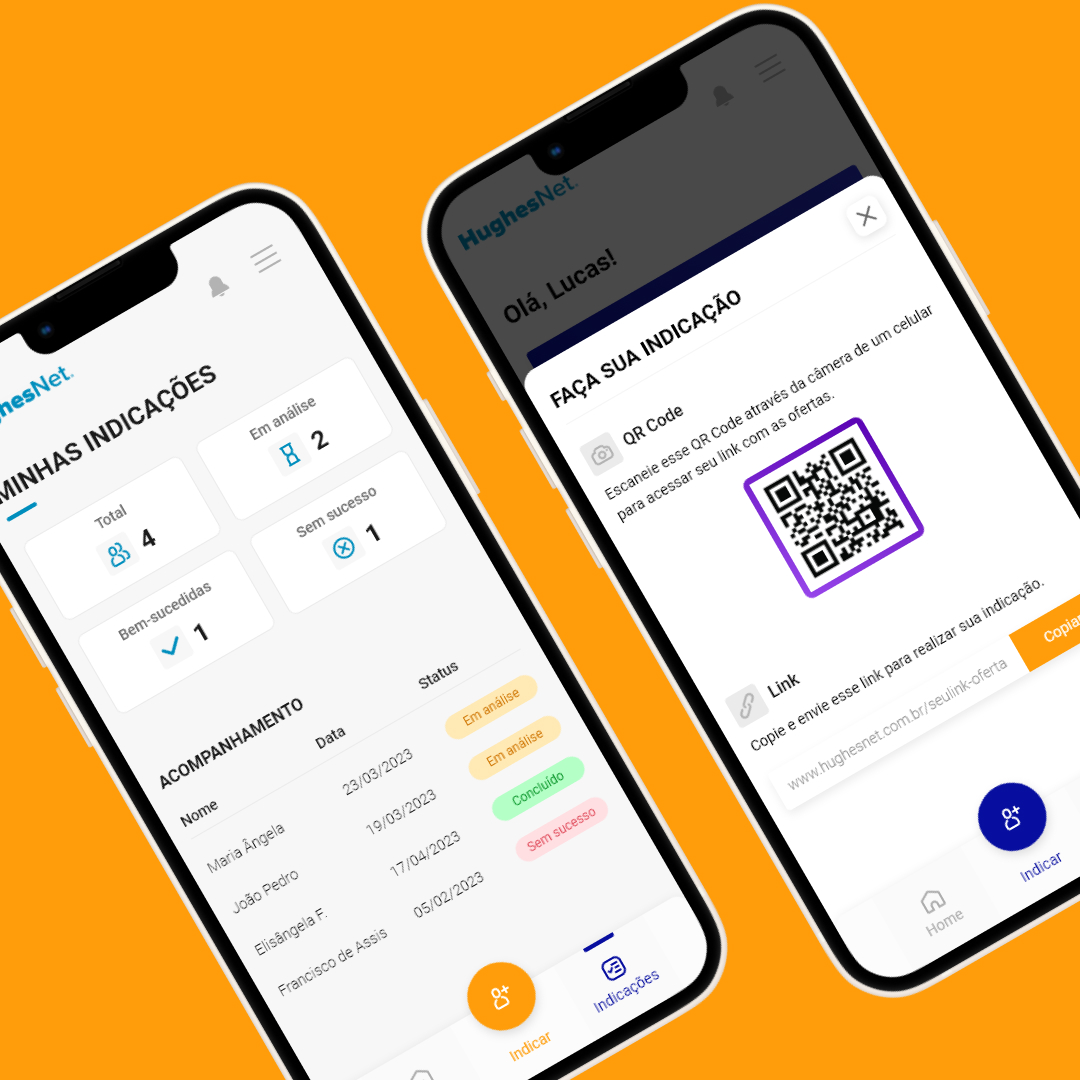 hesNet.
MINHAS INDICAÇÕES
Total
4
Em análise
2
Bem-sucedidas
1
Sem sucesso
1
ACOMPANHAMENTO
Nome Data Status
Maria Ângela 23/03/2023 Em análise
João Pedro 19/03/2023 Em análise
Elisângela F. 17/04/2023 Concluído
Francisco de Assis 05/02/2023 Sem sucesso
Indicar
Indicações
HughesNet.
Olá, Lucas!
FAÇA SUA INDICAÇÃO
QR Code
Escaneie esse QR Code através da câmera de um celular
para acessar seu link com as ofertas.
Link
Copie e envie esse link para realizar sua indicação.
www.hughesnet.com.br/seulink-oferta
Copiar
Home
Indicar